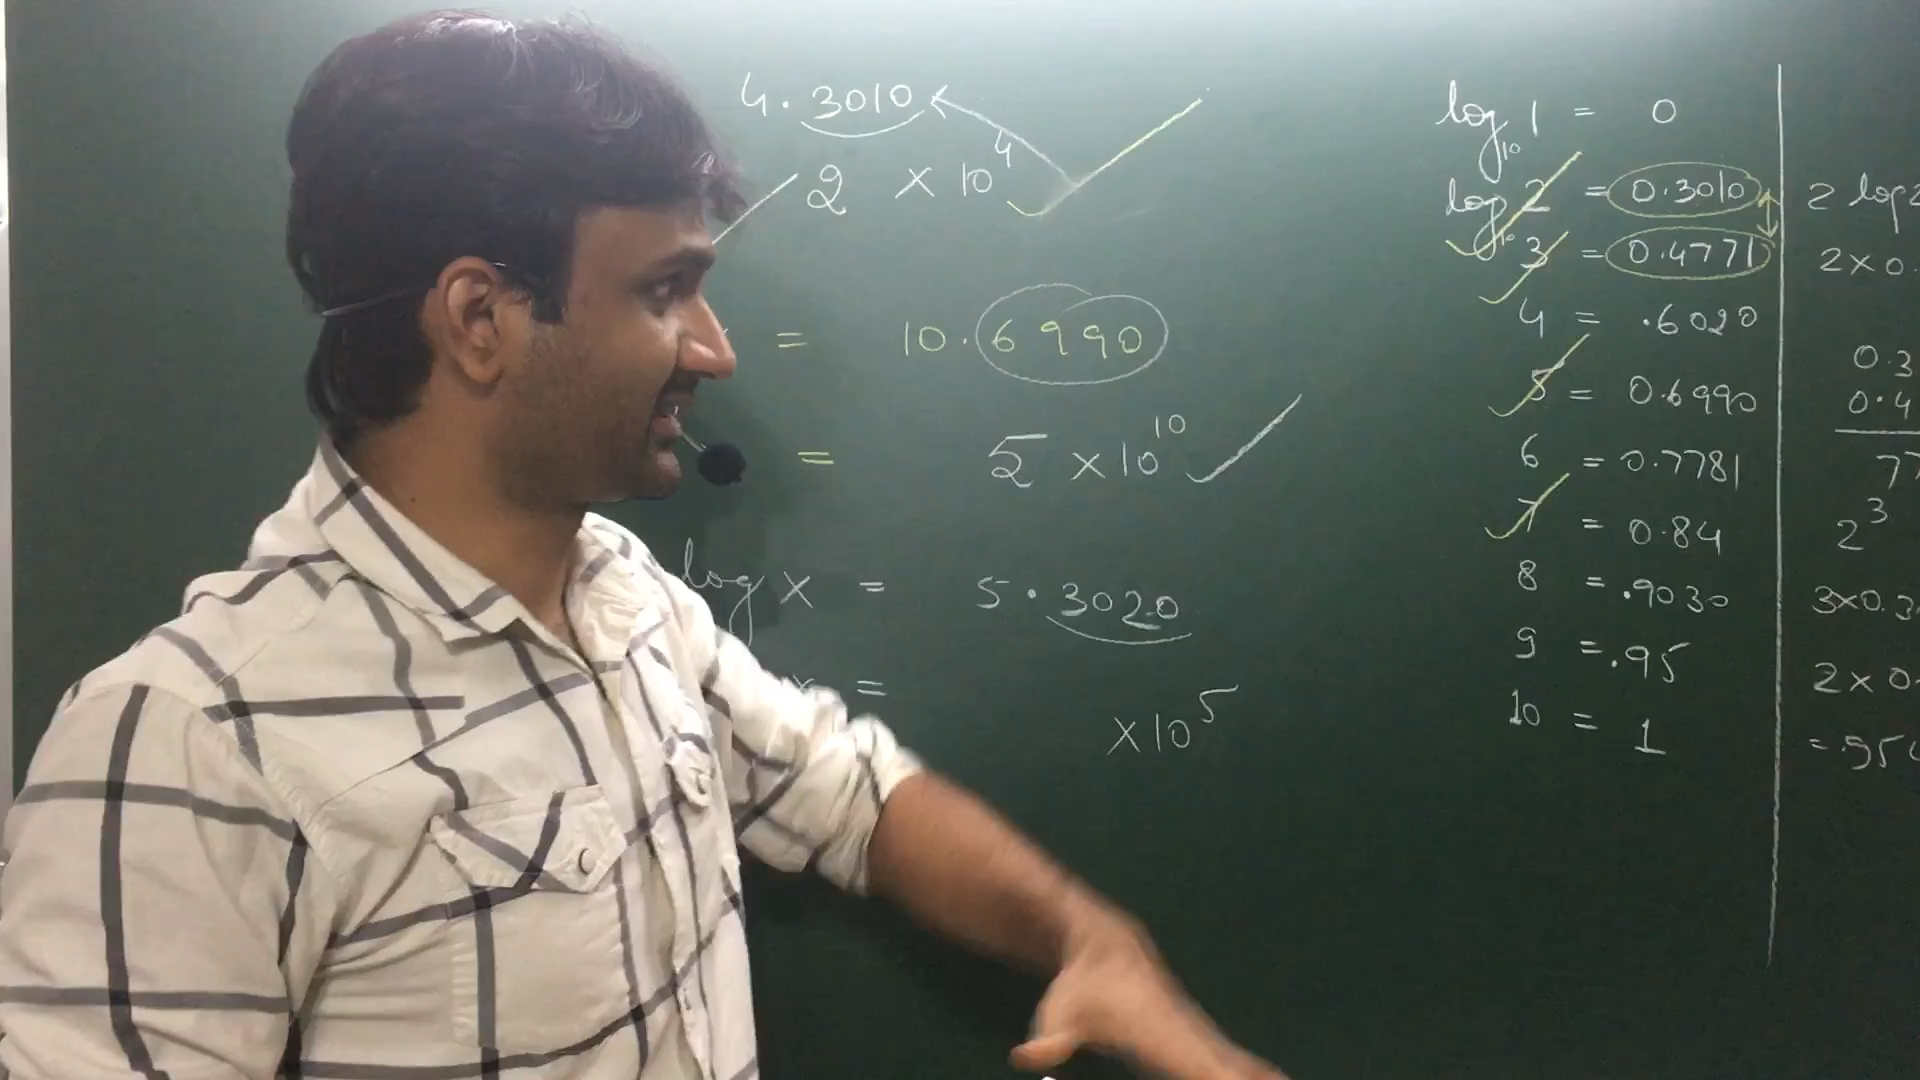 4.3010
2 × 10⁴
= 10.6990
= 5 × 10¹⁰
log x = 5.3020
x = × 10⁵
log₁₀ 1 = 0
log₁₀ 2 = 0.3010
3 = 0.4771
4 = .6020
5 = 0.6990
6 = 0.7781
7 = 0.84
8 = .9030
9 = .95
10 = 1
2 log 2
2 × 0.
0.3
0.4
77
2³
3×0.3
2 × 0.
= .95